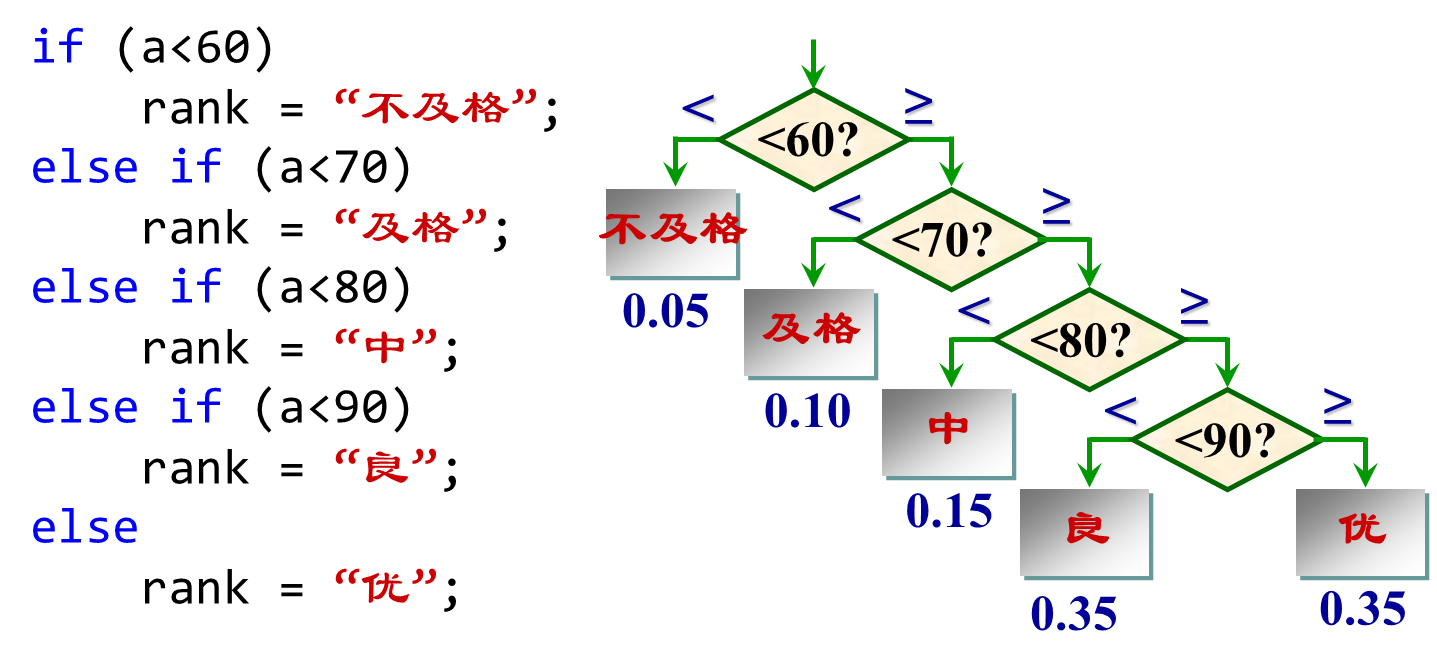 if (a<60)
rank = “不及格”;
else if (a<70)
rank = “及格”;
else if (a<80)
rank = “中”;
else if (a<90)
rank = “良”;
else
rank = “优”;
< <60? ≥
不及格
0.05
< <70? ≥
及格
0.10
< <80? ≥
中
0.15
< <90? ≥
良
0.35
优
0.35